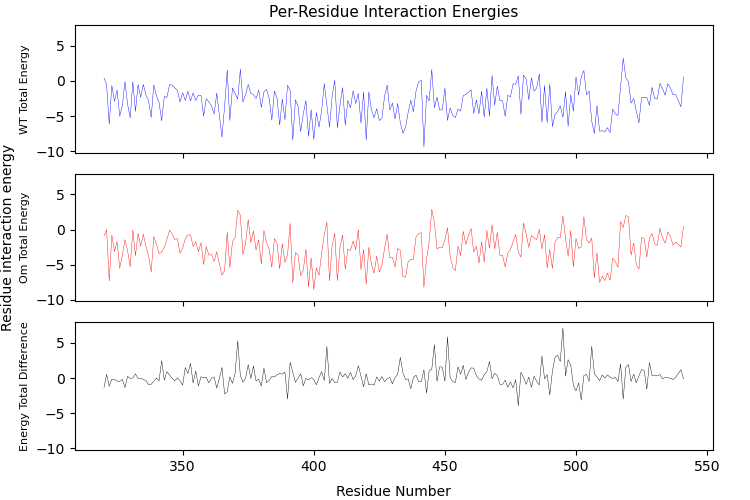 Per-Residue Interaction Energies
Residue interaction energy
WT Total Energy
5
0
−5
−10
Om Total Energy
5
0
−5
−10
Energy Total Difference
5
0
−5
−10
350 400 450 500 550
Residue Number